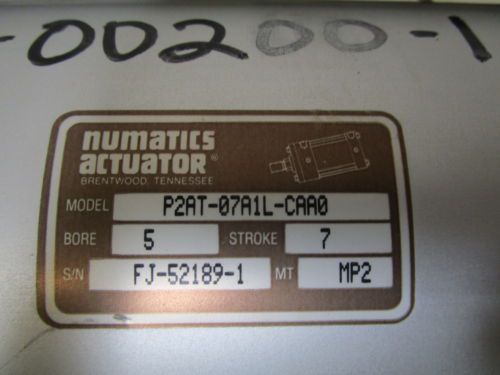 -00200-1
numatics
actuator®
BRENTWOOD, TENNESSEE
MODEL P2AT-07A1L-CAA0
BORE 5 STROKE 7
S/N FJ-52189-1 MT MP2